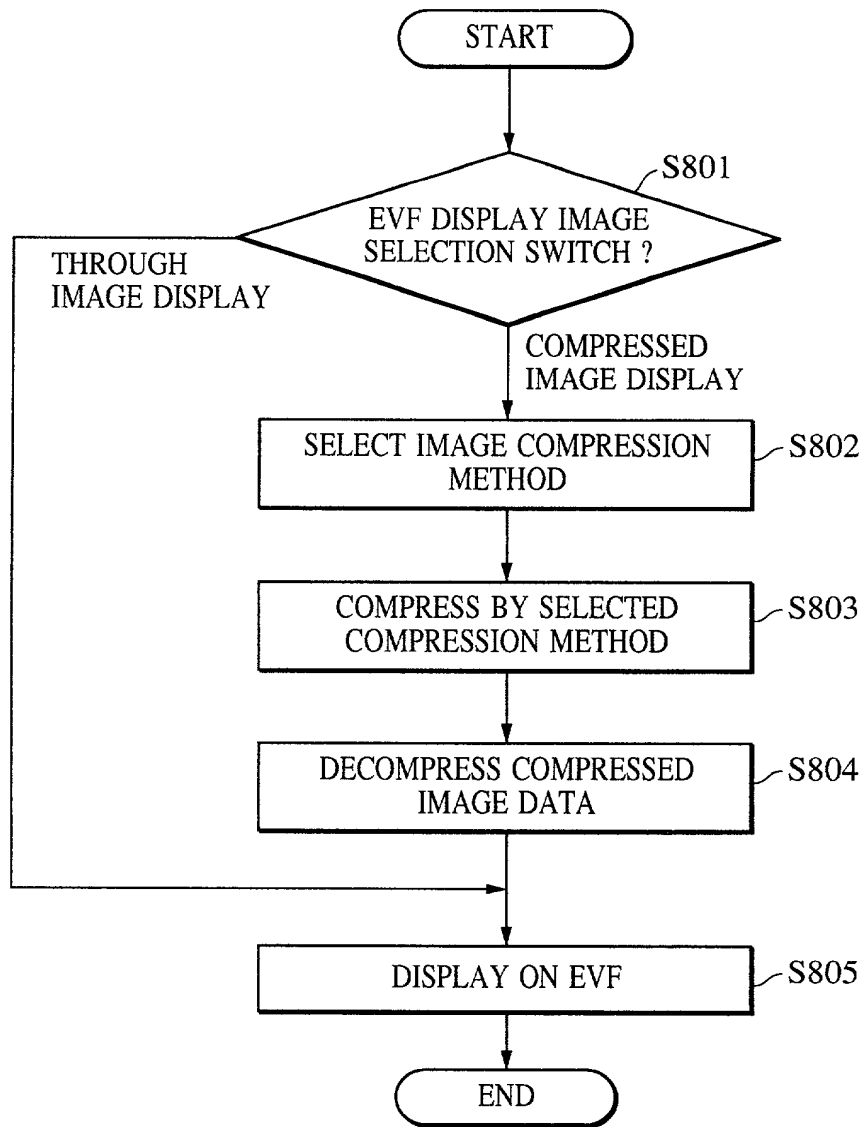 START
S801
EVF DISPLAY IMAGE
SELECTION SWITCH ?
THROUGH
IMAGE DISPLAY
COMPRESSED
IMAGE DISPLAY
SELECT IMAGE COMPRESSION
METHOD
S802
COMPRESS BY SELECTED
COMPRESSION METHOD
S803
DECOMPRESS COMPRESSED
IMAGE DATA
S804
DISPLAY ON EVF
S805
END